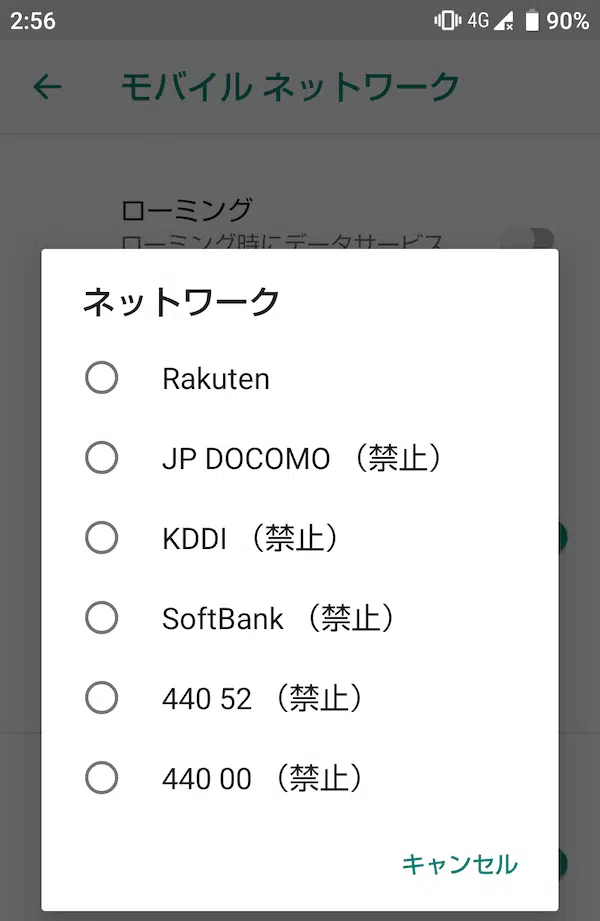 2:56 4G 90%
モバイル ネットワーク
ローミング
ローミング時にデータサービス
ネットワーク
Rakuten
JP DOCOMO （禁止）
KDDI （禁止）
SoftBank （禁止）
440 52 （禁止）
440 00 （禁止）
キャンセル